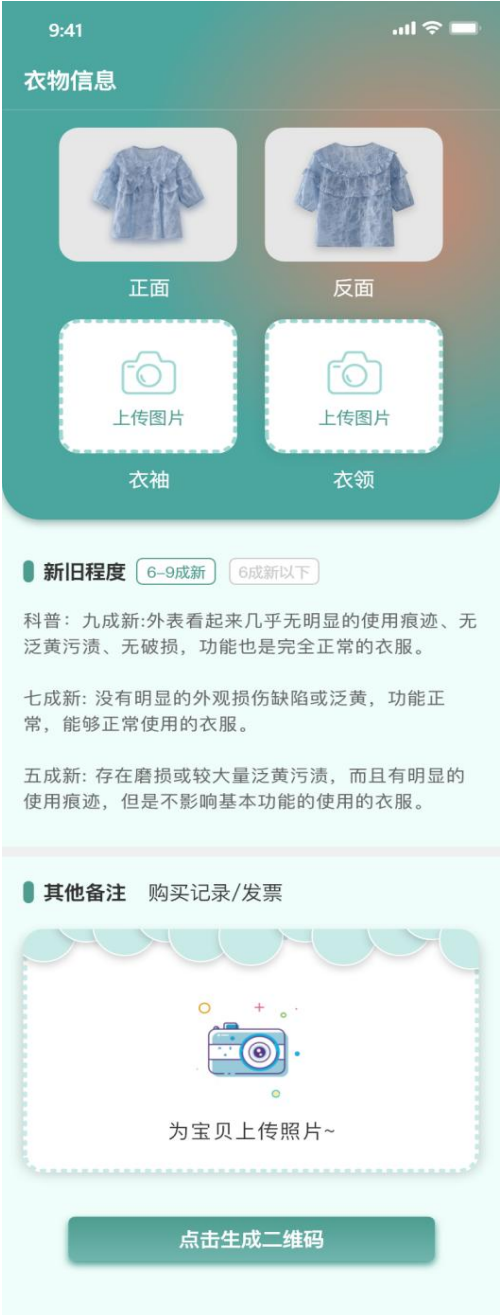 9:41
衣物信息
正面
反面
上传图片
上传图片
衣袖
衣领
新旧程度 6-9成新 6成新以下
科普：九成新:外表看起来几乎无明显的使用痕迹、无
泛黄污渍、无破损，功能也是完全正常的衣服。
七成新: 没有明显的外观损伤缺陷或泛黄，功能正
常，能够正常使用的衣服。
五成新: 存在磨损或较大量泛黄污渍，而且有明显的
使用痕迹，但是不影响基本功能的使用的衣服。
其他备注 购买记录/发票
为宝贝上传照片~
点击生成二维码